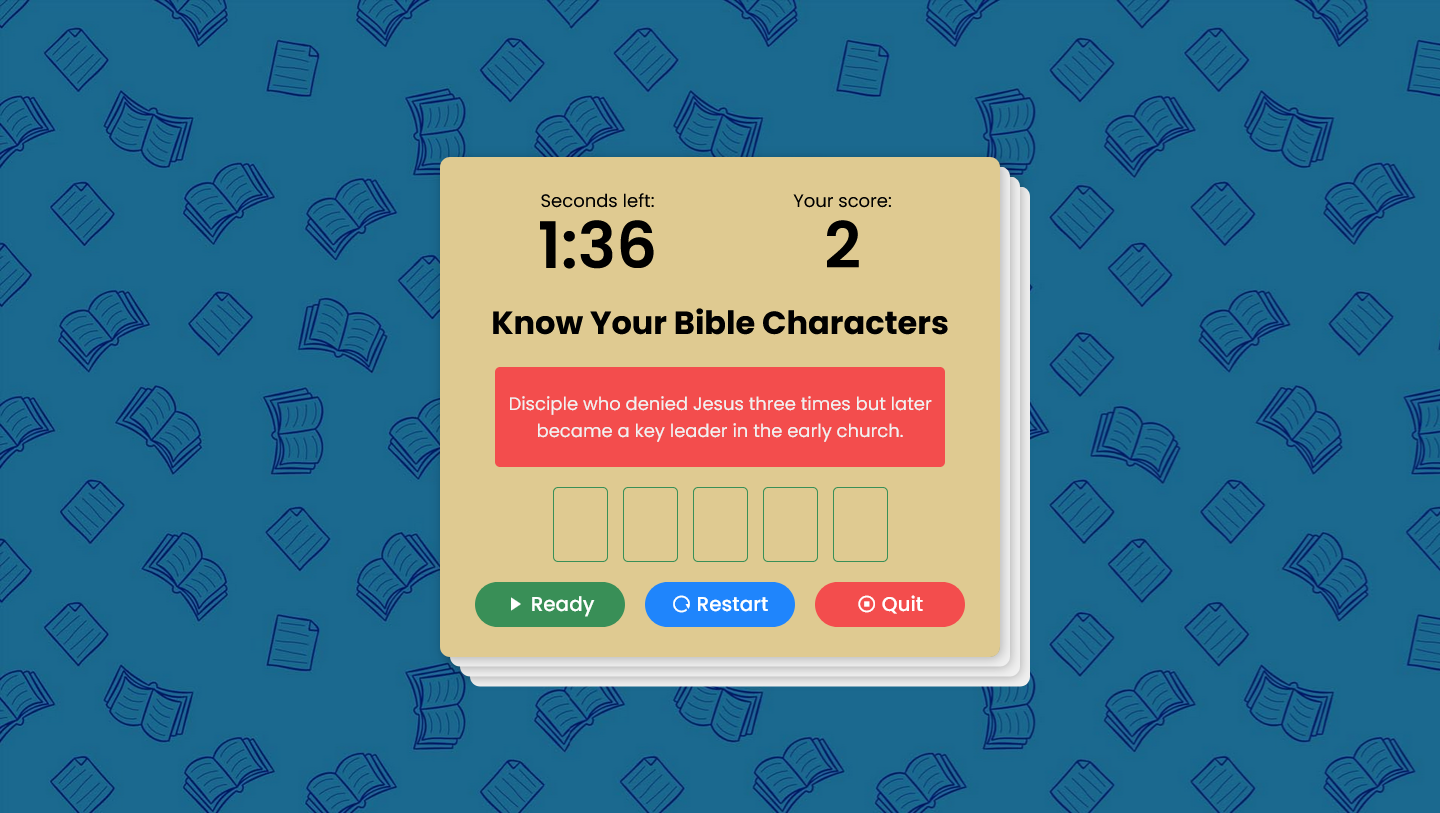 Seconds left:
1:36
Your score:
2
Know Your Bible Characters
Disciple who denied Jesus three times but later
became a key leader in the early church.
Ready
Restart
Quit